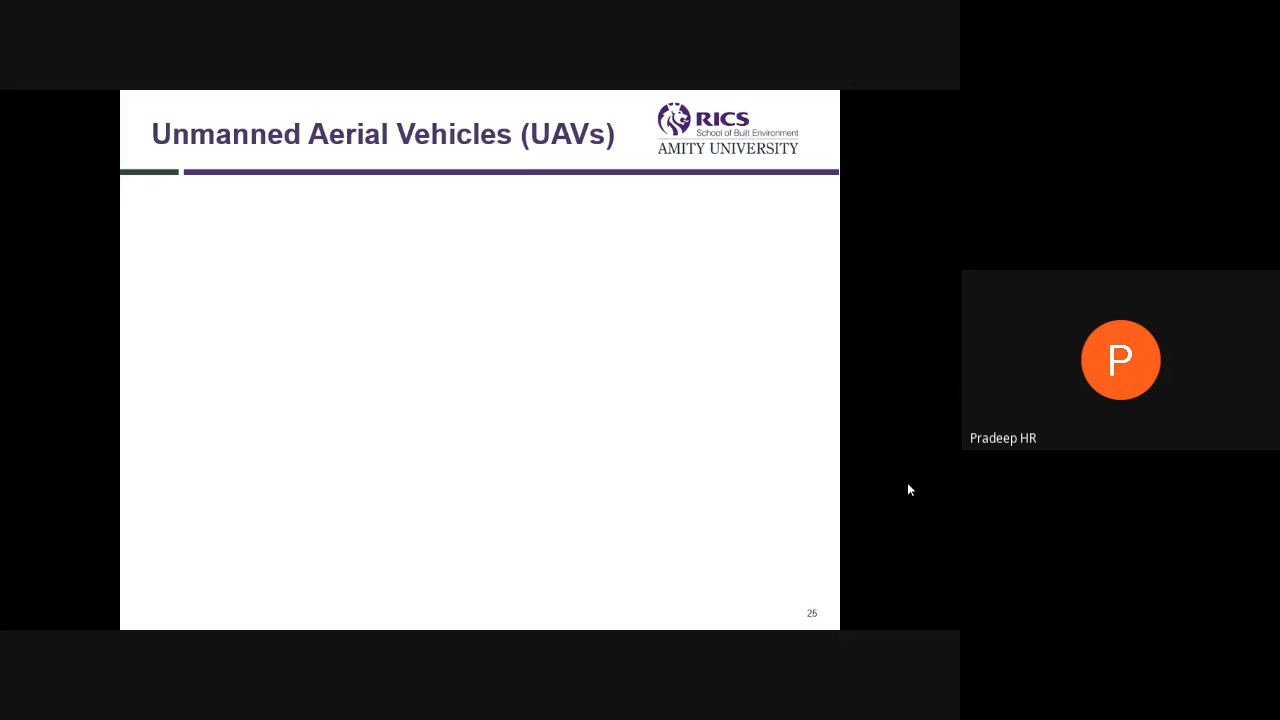 Unmanned Aerial Vehicles (UAVs)
RICS
School of Built Environment
AMITY UNIVERSITY
P
Pradeep HR
25